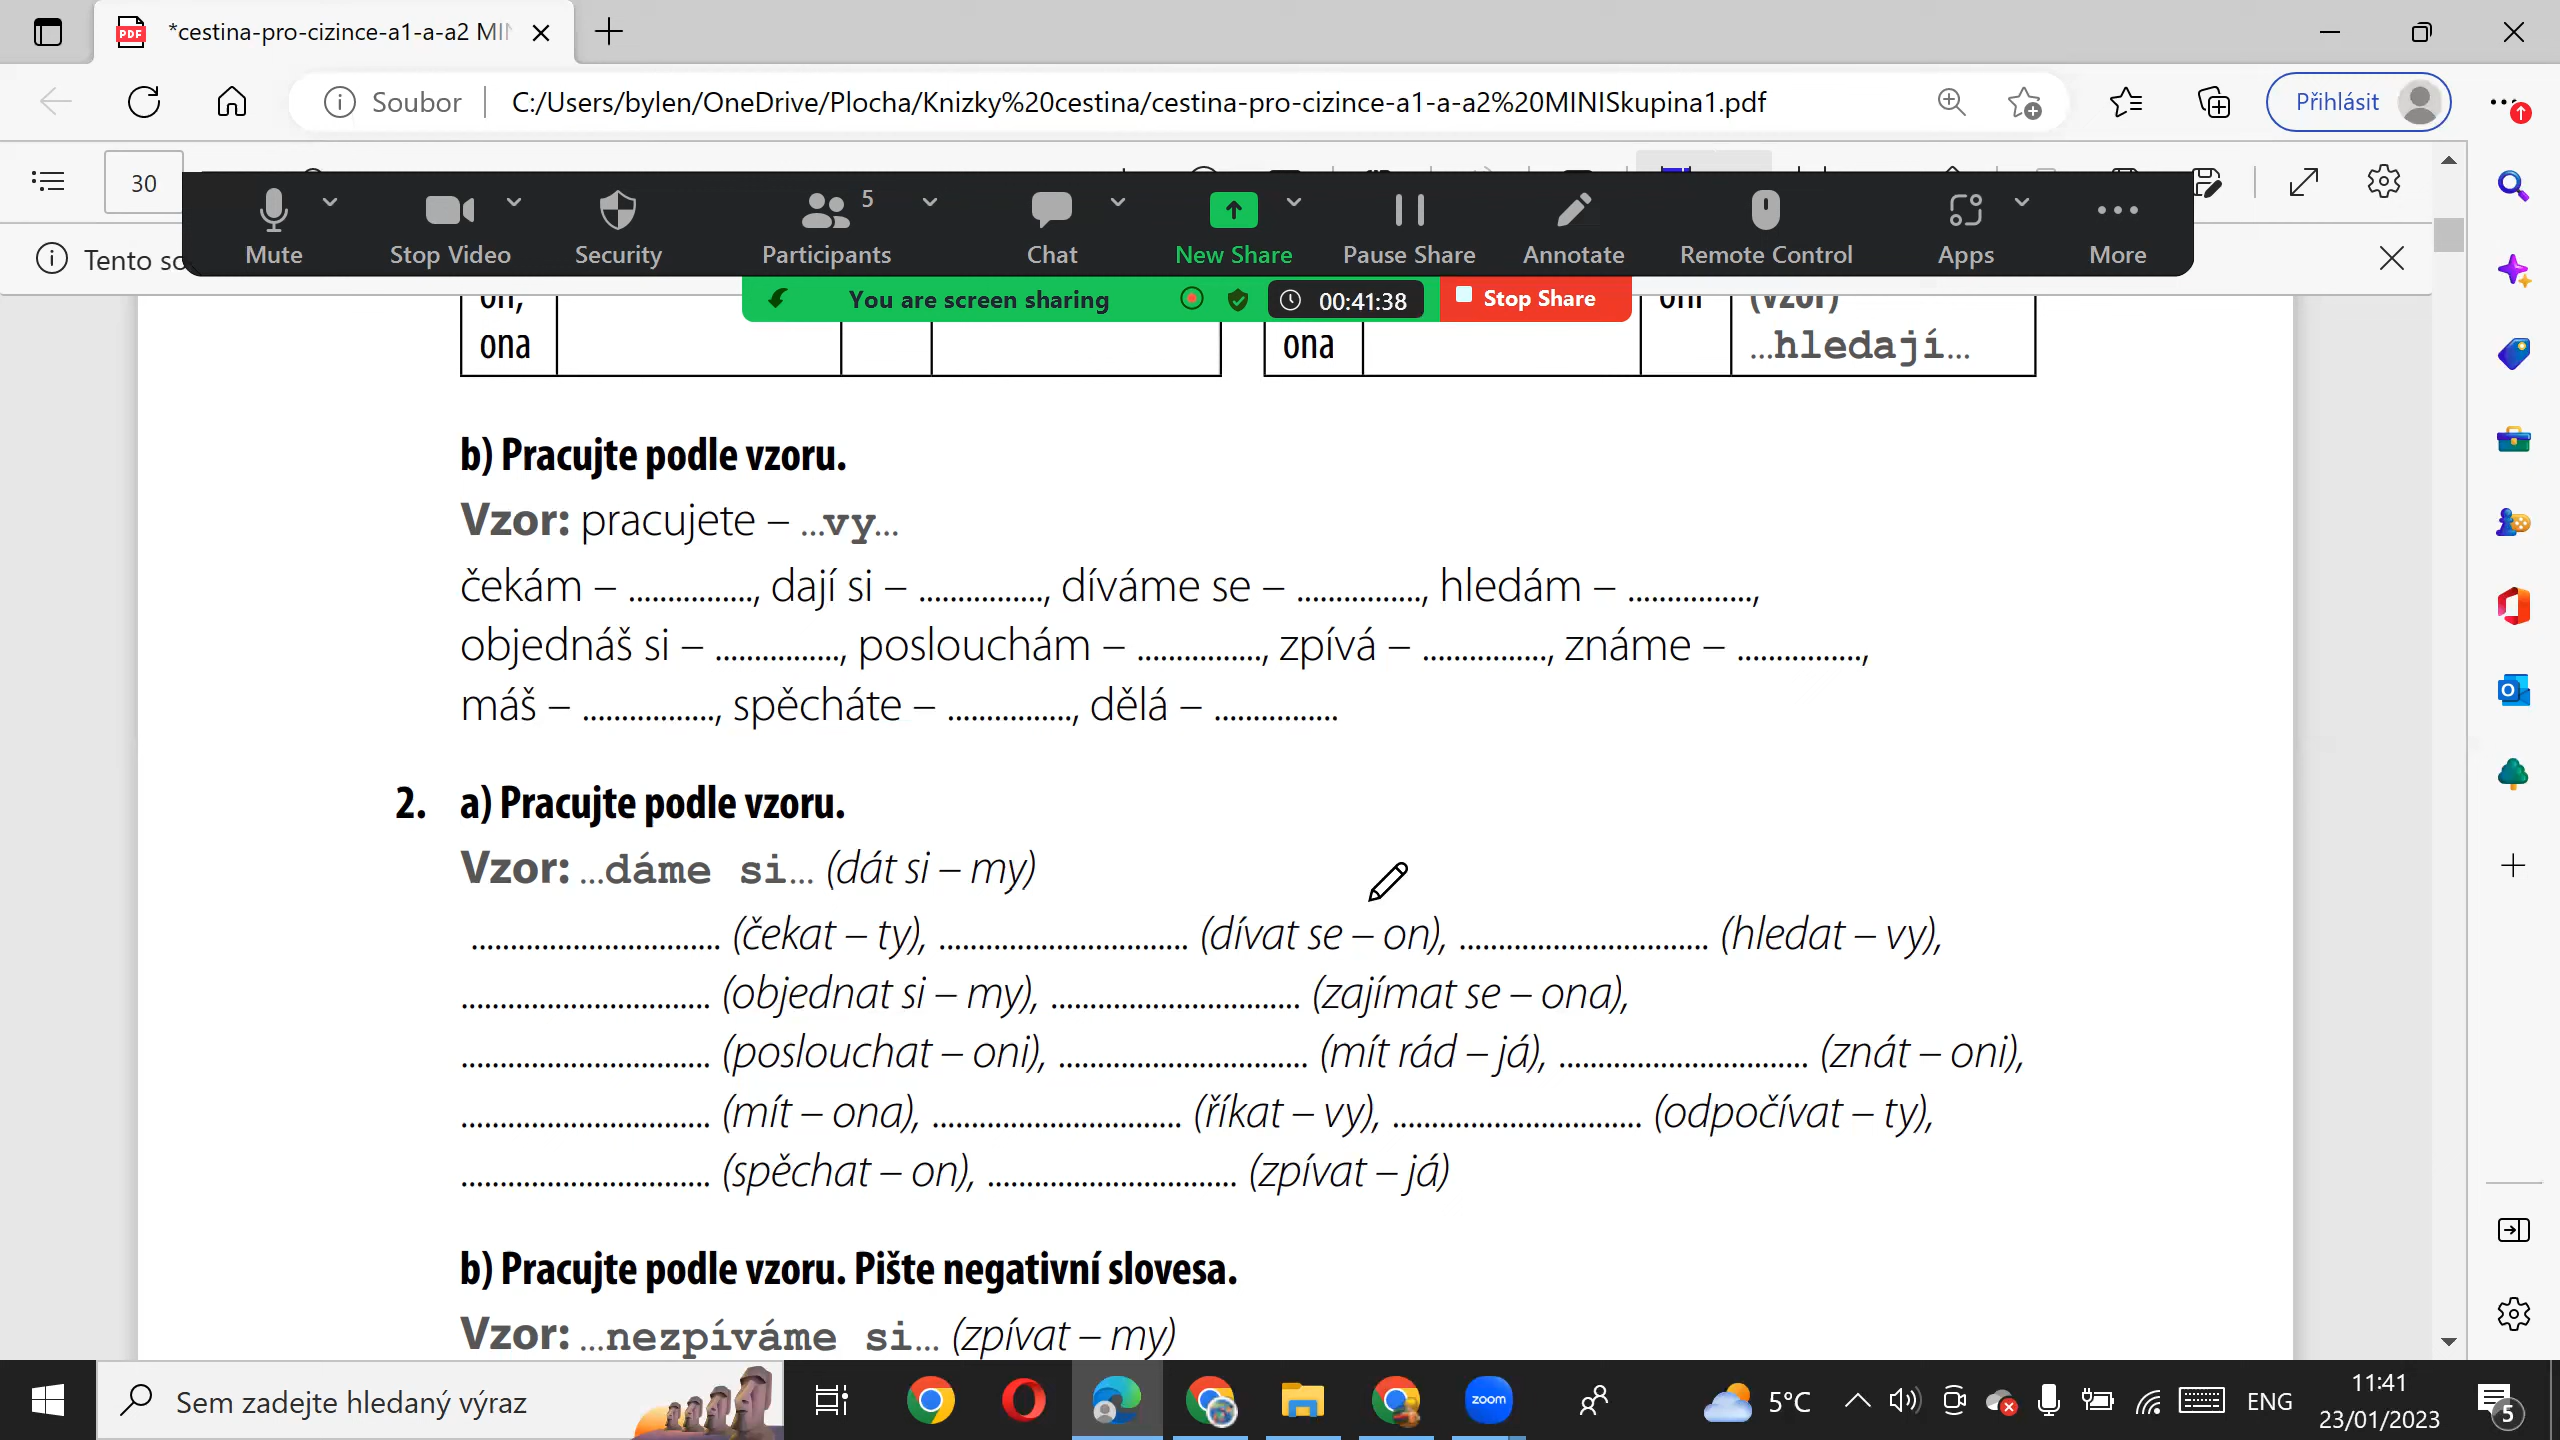 *cestina-pro-cizince-a1-a-a2 MIN
Soubor C:/Users/bylen/OneDrive/Plocha/Knizky%20cestina/cestina-pro-cizince-a1-a-a2%20MINISkupina1.pdf Přihlásit
30
Mute Stop Video Security Participants 5 Chat New Share Pause Share Annotate Remote Control Apps More
Tento so
You are screen sharing 00:41:38 Stop Share
on, oni (vzor)
ona ona ...hledají...
b) Pracujte podle vzoru.
Vzor: pracujete – ...vy...
čekám – ................, dají si – ................, díváme se – ................, hledám – ................,
objednáš si – ................, poslouchám – ................, zpívá – ................, známe – ................,
máš – ................., spěcháte – ................, dělá – ................
2. a) Pracujte podle vzoru.
Vzor: ...dáme si... (dát si – my)
................................ (čekat – ty), ................................ (dívat se – on), ................................ (hledat – vy),
................................ (objednat si – my), ................................ (zajímat se – ona),
................................ (poslouchat – oni), ................................ (mít rád – já), ................................ (znát – oni),
................................ (mít – ona), ................................ (říkat – vy), ................................ (odpočívat – ty),
................................ (spěchat – on), ................................ (zpívat – já)
b) Pracujte podle vzoru. Pište negativní slovesa.
Vzor: ...nezpíváme si... (zpívat – my)
Sem zadejte hledaný výraz zoom 5°C ENG 11:41
23/01/2023 5